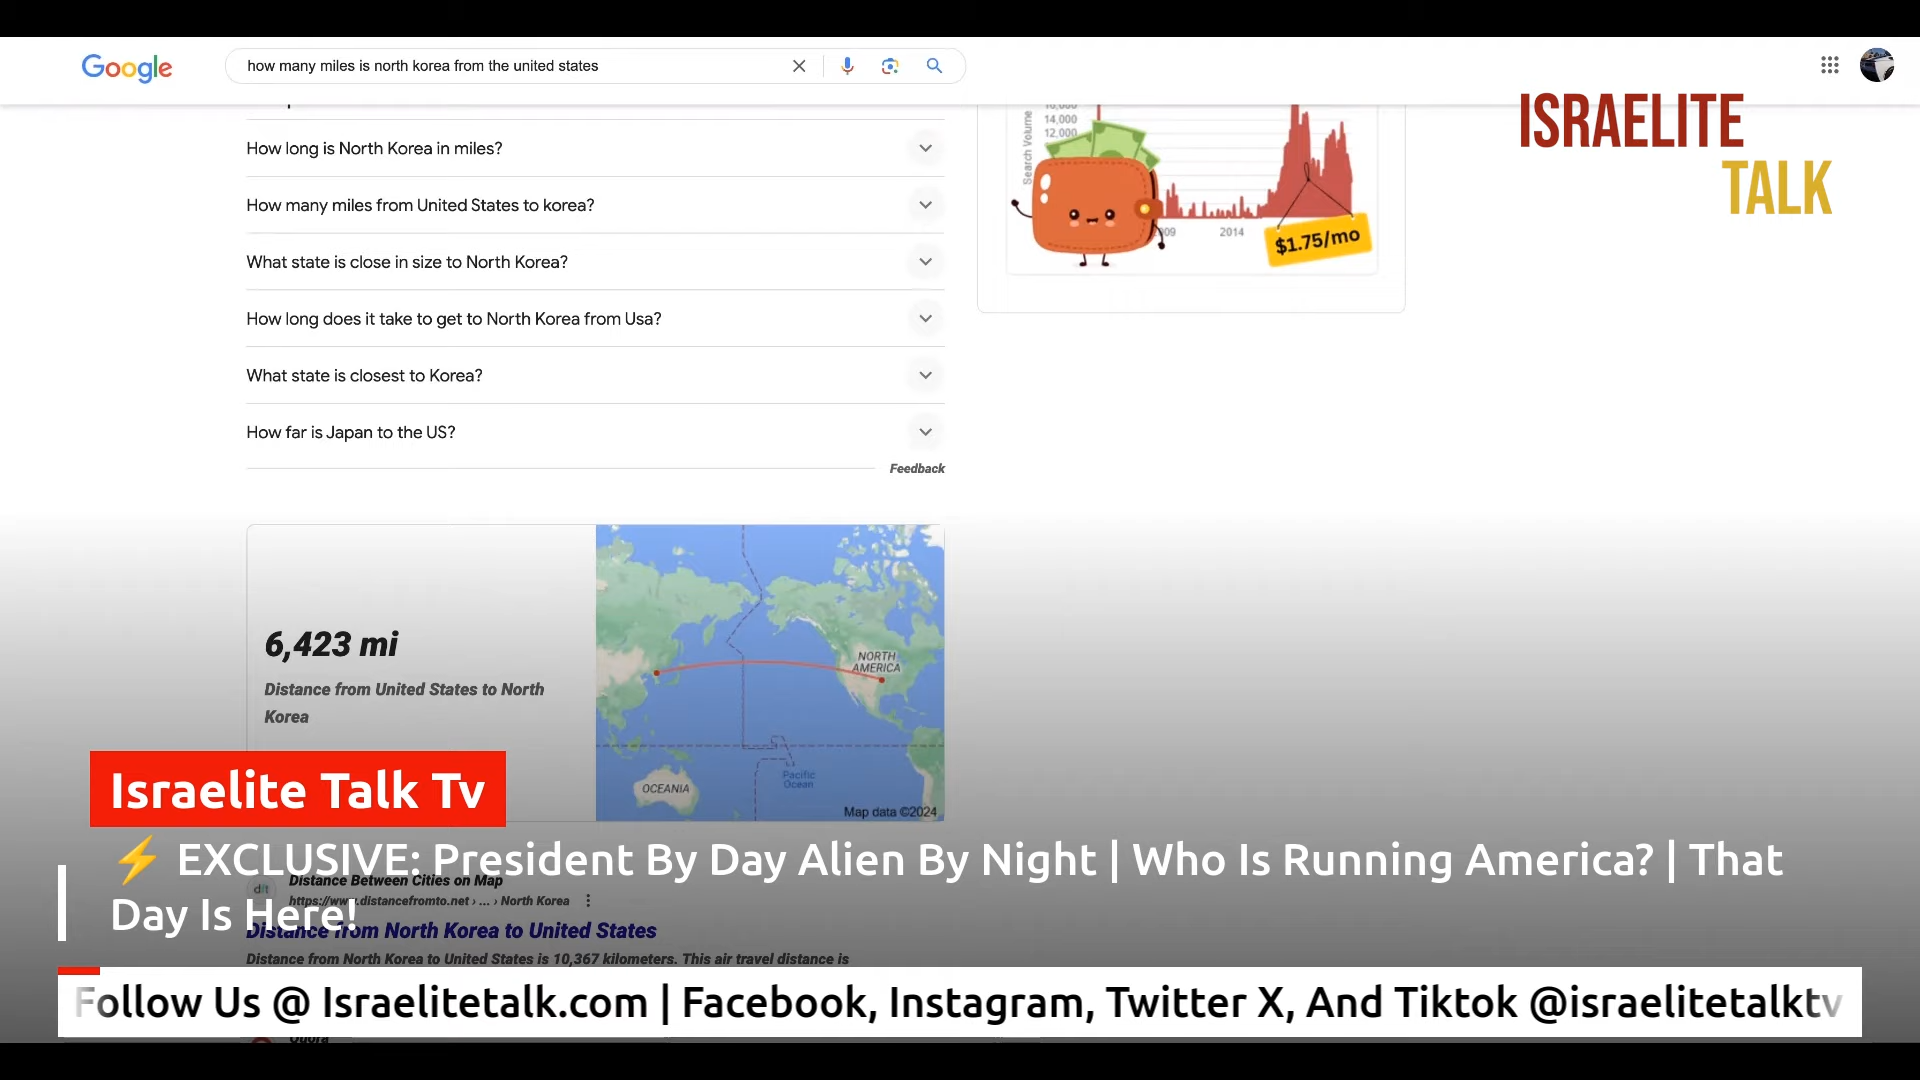 Google
how many miles is north korea from the united states
ISRAELITE
TALK
How long is North Korea in miles?
How many miles from United States to korea?
What state is close in size to North Korea?
How long does it take to get to North Korea from Usa?
What state is closest to Korea?
How far is Japan to the US?
Feedback
Search Volume
16,000
14,000
12,000
2014
$1.75/mo
6,423 mi
Distance from United States to North
Korea
NORTH
AMERICA
OCEANIA
Pacific
Ocean
Map data ©2024
Israelite Talk Tv
⚡ EXCLUSIVE: President By Day Alien By Night | Who Is Running America? | That
Day Is Here!
Distance Between Cities on Map
https://www.distancefromto.net › ... › North Korea
Distance from North Korea to United States
Distance from North Korea to United States is 10,367 kilometers. This air travel distance is
Follow Us @ Israelitetalk.com | Facebook, Instagram, Twitter X, And Tiktok @israelitetalktv
Quora